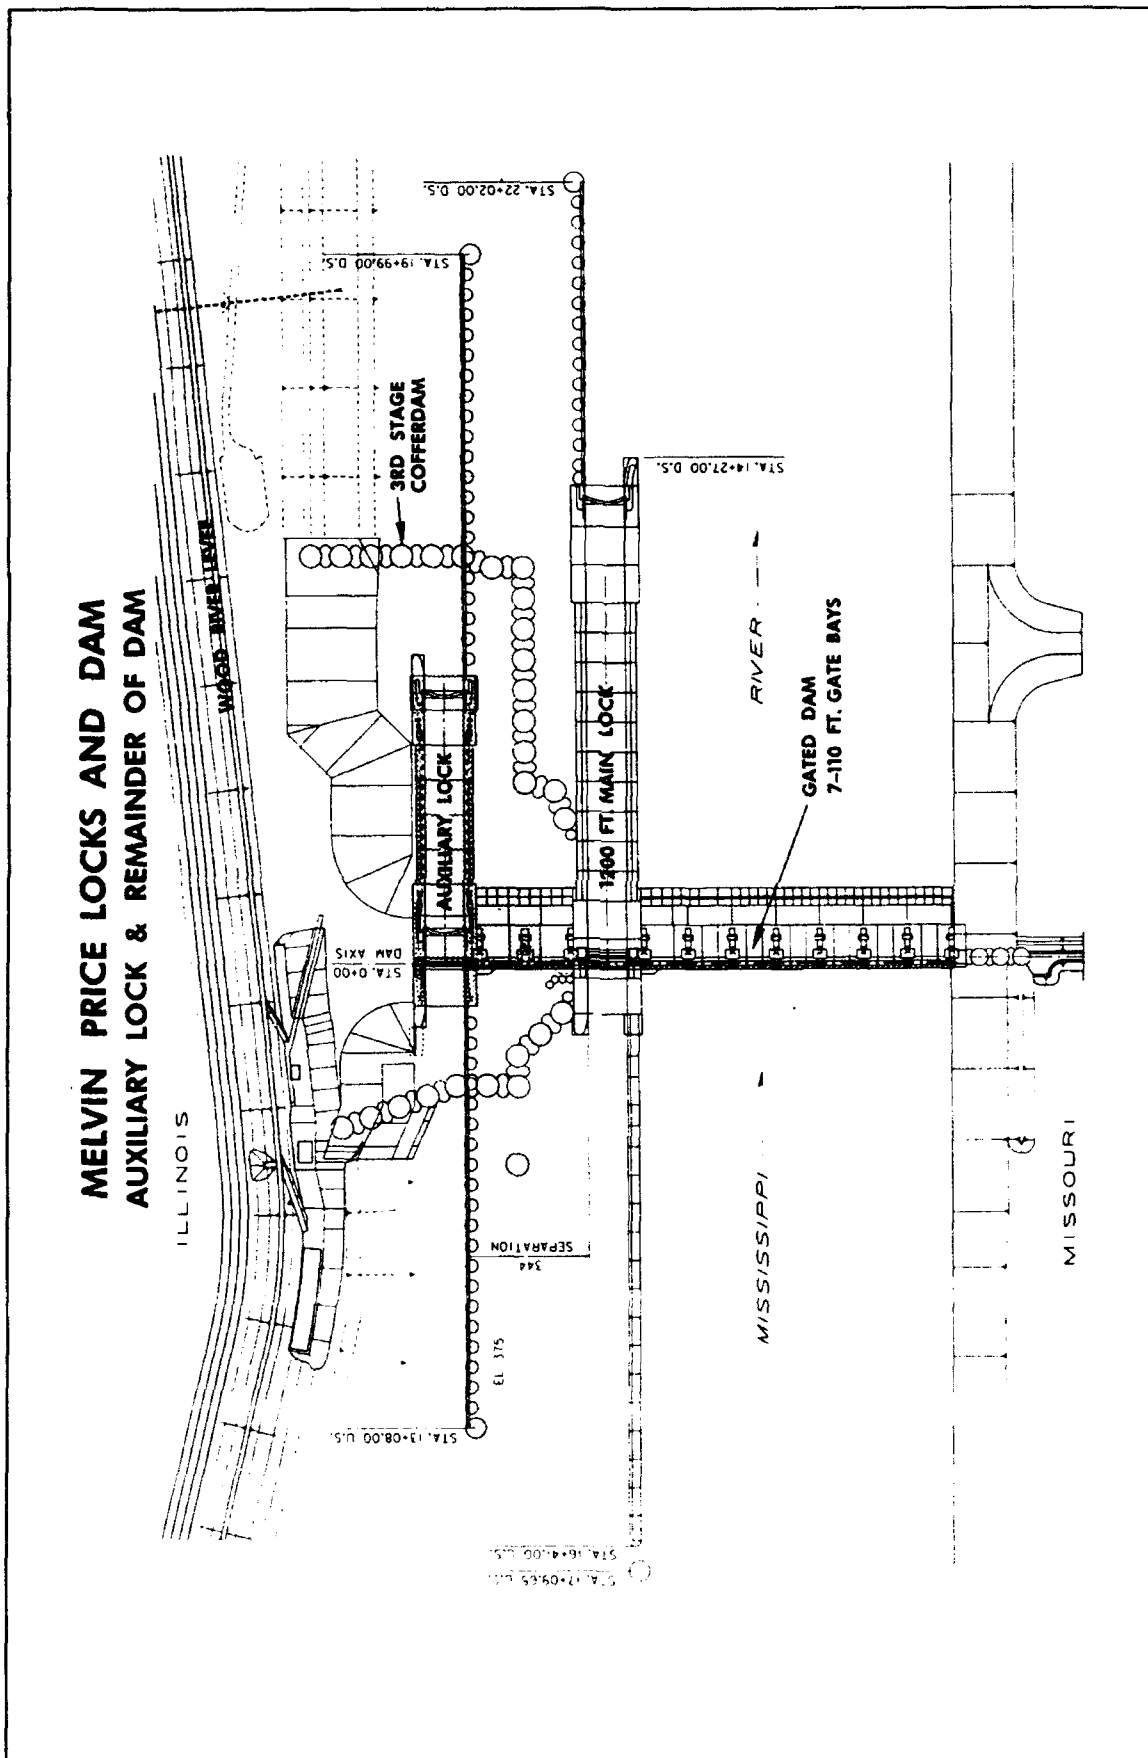 MELVIN PRICE LOCKS AND DAM
AUXILIARY LOCK & REMAINDER OF DAM
ILLINOIS
WOOD RIVER LEVEE
3RD STAGE
COFFERDAM
STA. 19+99.00 D.S.
STA. 22+02.00 D.S.
STA. 0+00
DAM AXIS
AUXILIARY LOCK
1200 FT. MAIN LOCK
STA. 14+27.00 D.S.
344
SEPARATION
EL 375
STA. 13+08.00 U.S.
MISSISSIPPI
RIVER
GATED DAM
7-110 FT. GATE BAYS
STA. 17+09.65 U.S.
MISSOURI